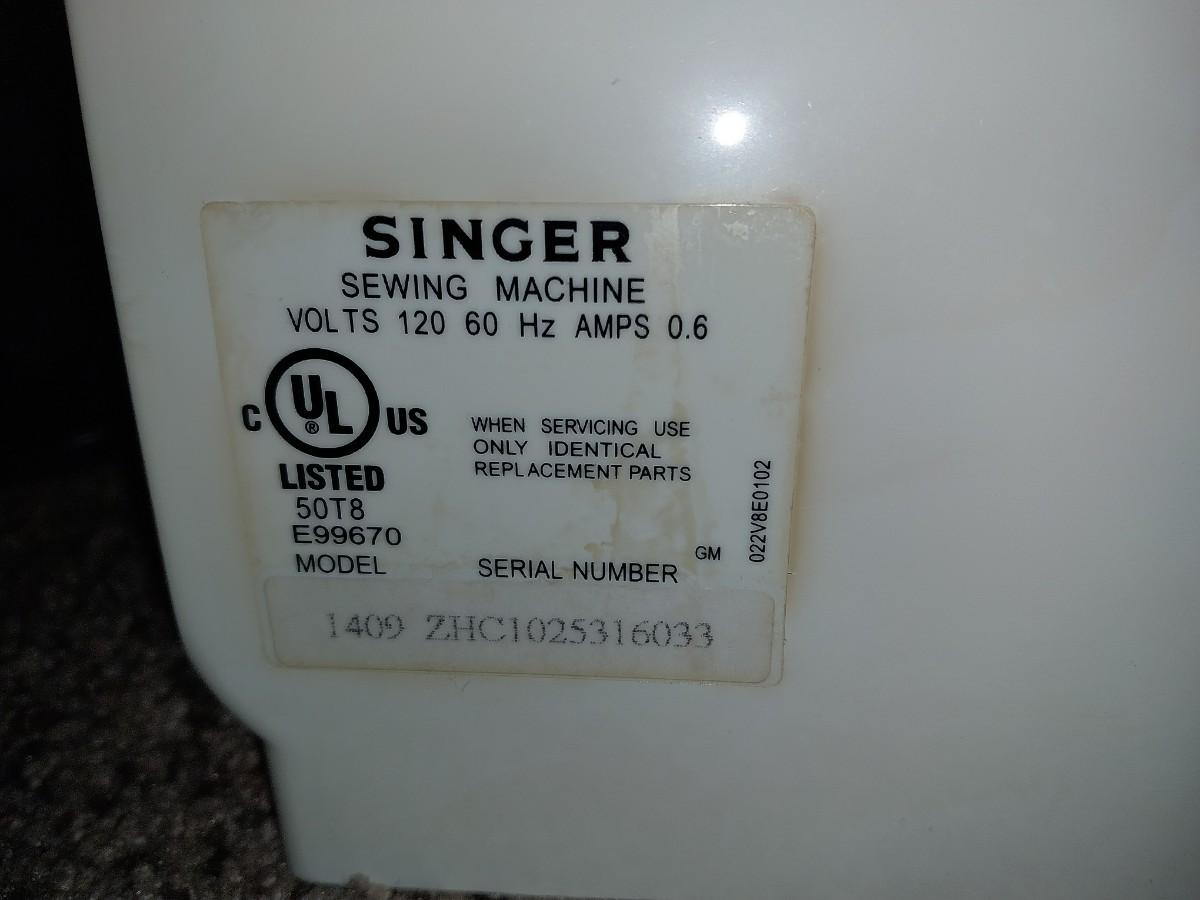 SINGER
SEWING MACHINE
VOLTS 120 60 Hz AMPS 0.6
C UL US
®
LISTED
50T8
E99670
WHEN SERVICING USE
ONLY IDENTICAL
REPLACEMENT PARTS
022V8E0102
GM
MODEL SERIAL NUMBER
1409 ZHC1025316033